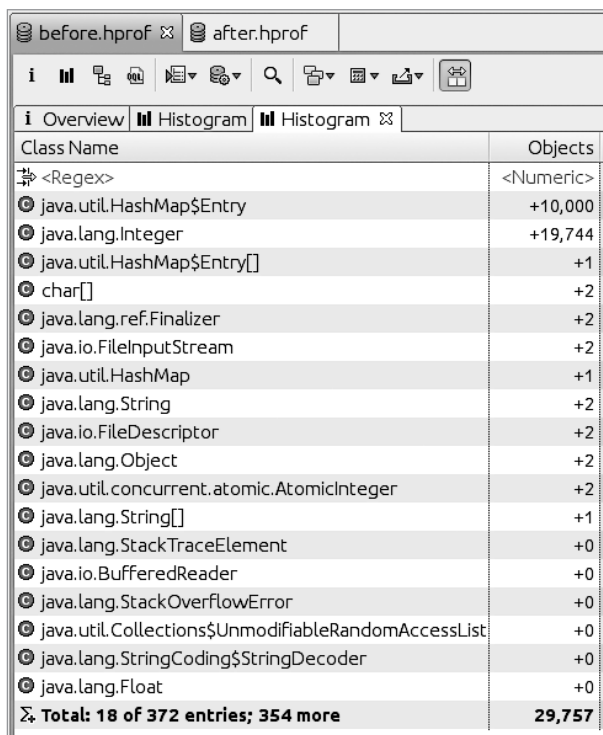 before.hprof after.hprof
i
OQL
i Overview Histogram Histogram
Class Name Objects
<Regex> <Numeric>
java.util.HashMap$Entry +10,000
java.lang.Integer +19,744
java.util.HashMap$Entry[] +1
char[] +2
java.lang.ref.Finalizer +2
java.io.FileInputStream +2
java.util.HashMap +1
java.lang.String +2
java.io.FileDescriptor +2
java.lang.Object +2
java.util.concurrent.atomic.AtomicInteger +2
java.lang.String[] +1
java.lang.StackTraceElement +0
java.io.BufferedReader +0
java.lang.StackOverflowError +0
java.util.Collections$UnmodifiableRandomAccessList +0
java.lang.StringCoding$StringDecoder +0
java.lang.Float +0
Total: 18 of 372 entries; 354 more 29,757